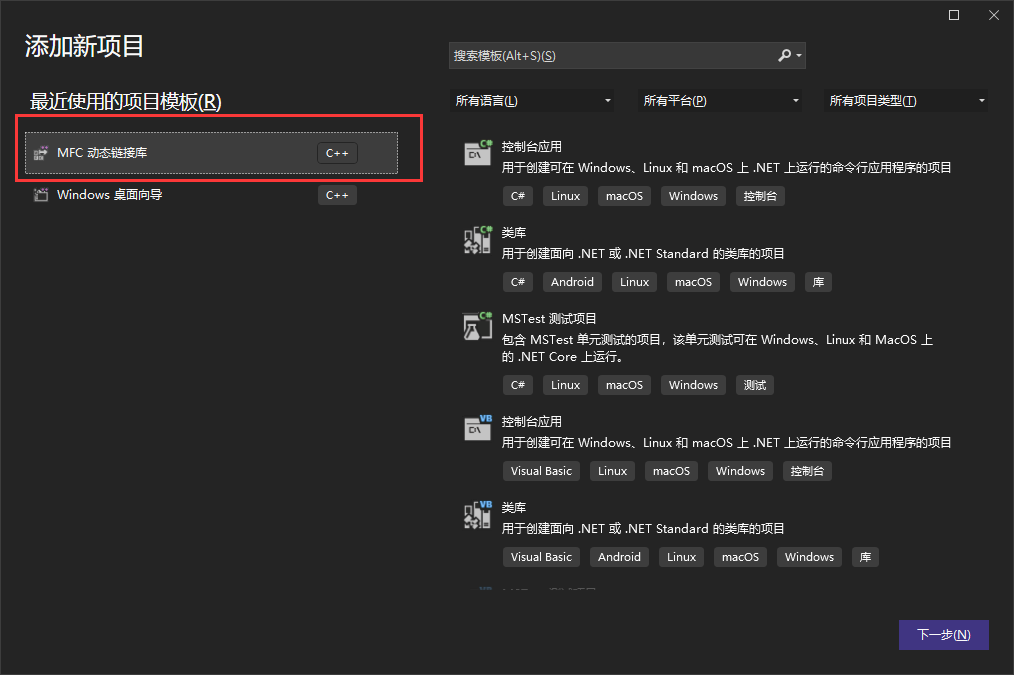 添加新项目
最近使用的项目模板(R)
MFC 动态链接库 C++
Windows 桌面向导 C++
搜索模板(Alt+S)(S)
所有语言(L) 所有平台(P) 所有项目类型(T)
控制台应用
用于创建可在 Windows、Linux 和 macOS 上 .NET 上运行的命令行应用程序的项目
C# Linux macOS Windows 控制台
类库
用于创建面向 .NET 或 .NET Standard 的类库的项目
C# Android Linux macOS Windows 库
MSTest 测试项目
包含 MSTest 单元测试的项目，该单元测试可在 Windows、Linux 和 MacOS 上
的 .NET Core 上运行。
C# Linux macOS Windows 测试
控制台应用
用于创建可在 Windows、Linux 和 macOS 上 .NET 上运行的命令行应用程序的项目
Visual Basic Linux macOS Windows 控制台
类库
用于创建面向 .NET 或 .NET Standard 的类库的项目
Visual Basic Android Linux macOS Windows 库
下一步(N)